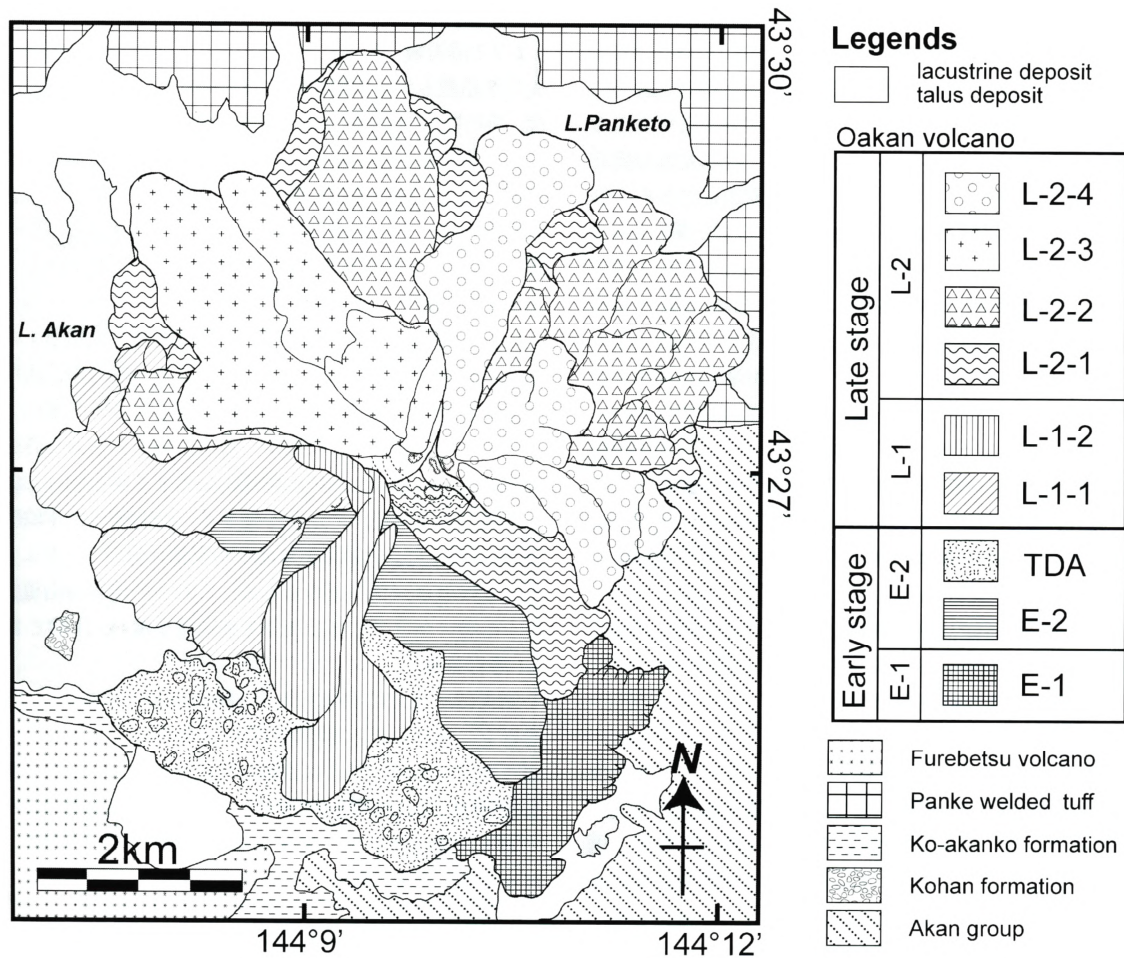 43°30'
L.Panketo
L. Akan
43°27'
N
2km
144°9'
144°12'
Legends
lacustrine deposit
talus deposit
Oakan volcano
Late stage
L-2
L-2-4
L-2-3
L-2-2
L-2-1
L-1
L-1-2
L-1-1
Early stage
E-2
TDA
E-2
E-1
E-1
Furebetsu volcano
Panke welded tuff
Ko-akanko formation
Kohan formation
Akan group